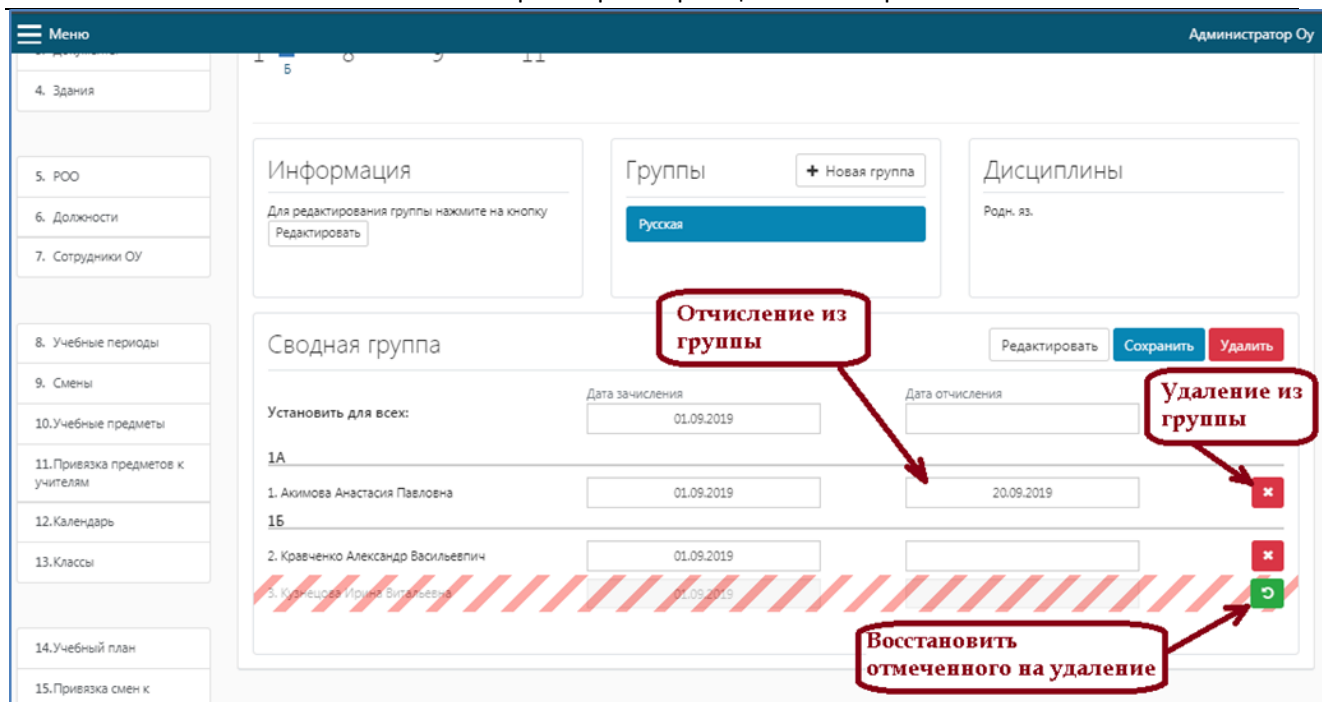 Меню
Администратор Оу
Б
4. Здания
5. РОО
6. Должности
7. Сотрудники ОУ
8. Учебные периоды
9. Смены
10.Учебные предметы
11.Привязка предметов к
учителям
12.Календарь
13.Классы
14.Учебный план
15.Привязка смен к
Информация
Для редактирования группы нажмите на кнопку
Редактировать
Группы
+ Новая группа
Русская
Дисциплины
Родн. яз.
Сводная группа
Редактировать
Сохранить
Удалить
Дата зачисления
Дата отчисления
Установить для всех:
01.09.2019
1А
1. Акимова Анастасия Павловна
01.09.2019
20.09.2019
1Б
2. Кравченко Александр Васильевпич
01.09.2019
3. Кузнецова Ирина Витальевна
01.09.2019
Отчисление из
группы
Удаление из
группы
Восстановить
отмеченного на удаление